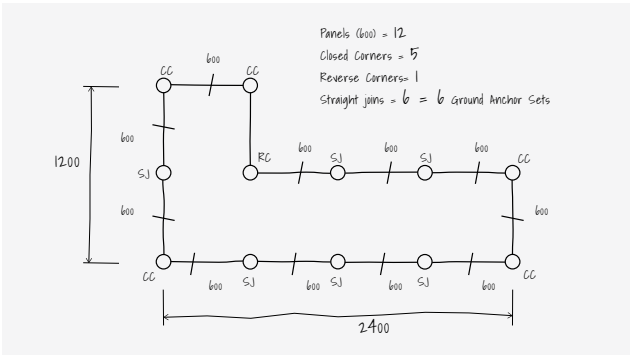 Panels (600) = 12
Closed Corners = 5
Reverse Corners= 1
Straight joins = 6 = 6 Ground Anchor Sets
600
CC
CC
600
1200
SJ
RC
600
SJ
600
SJ
600
CC
600
600
CC
600
SJ
600
SJ
600
SJ
600
CC
2400